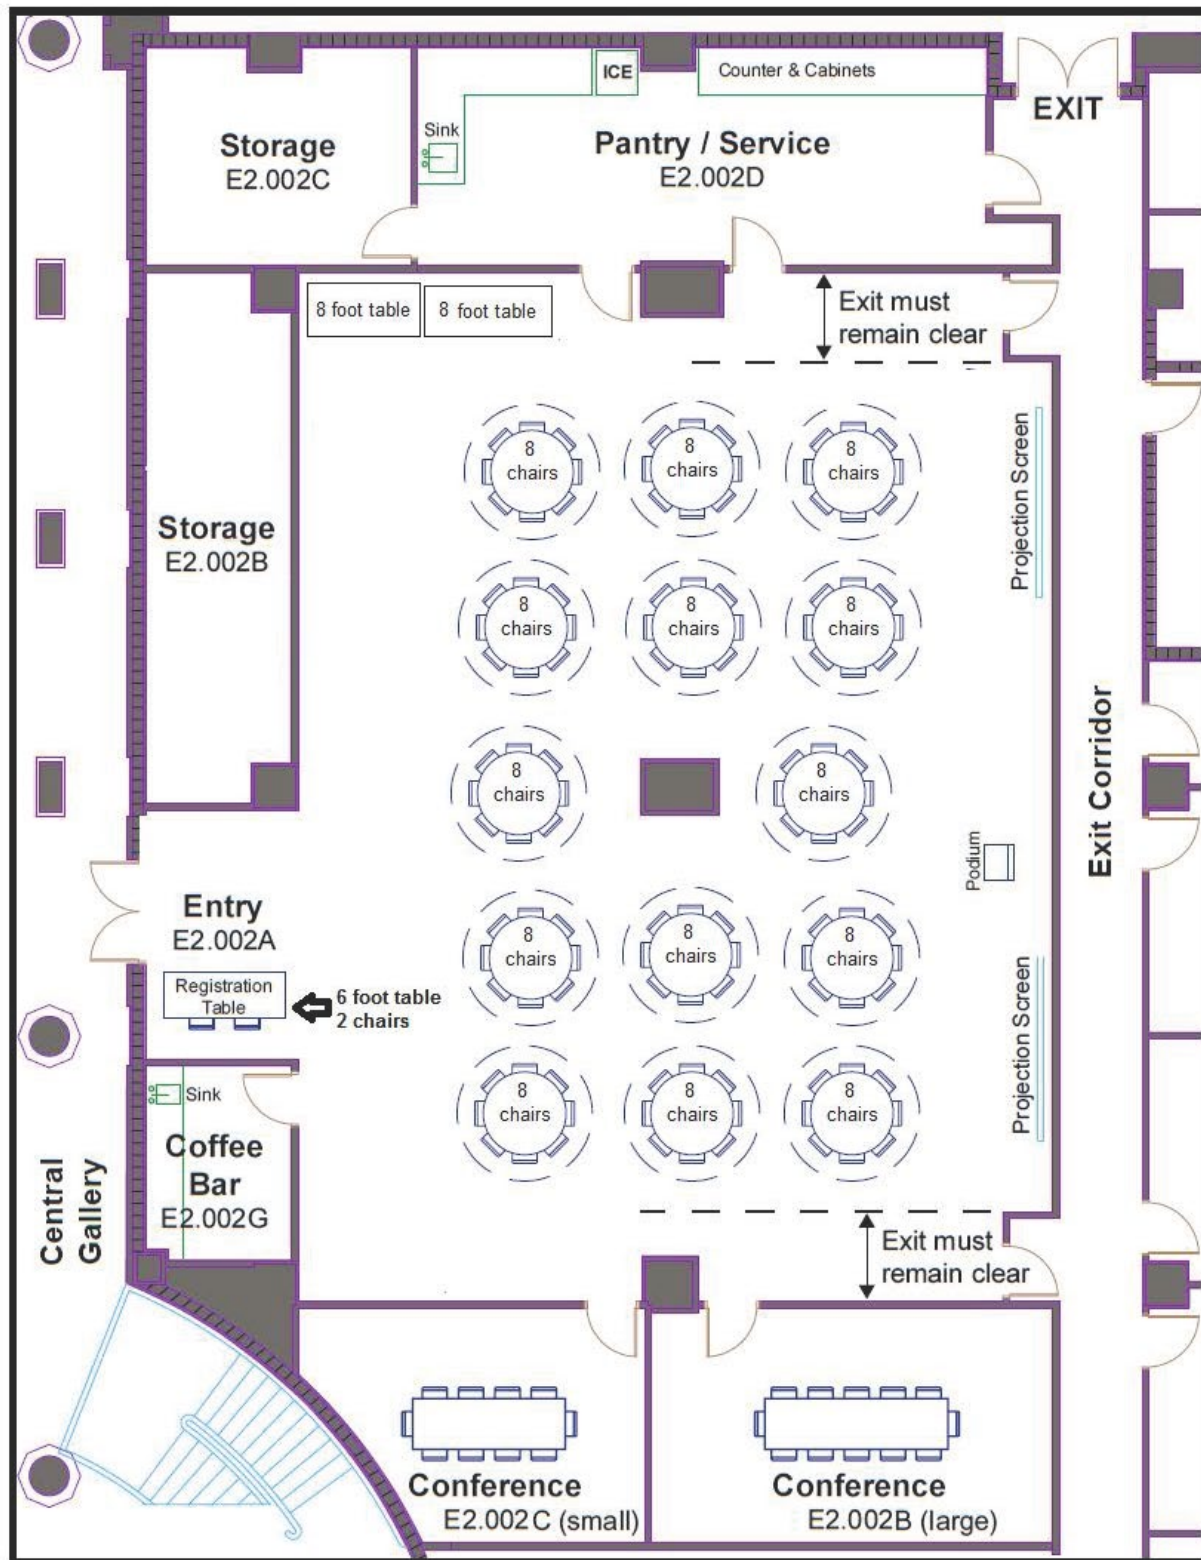 ICE
Counter & Cabinets
EXIT
Sink
Storage
E2.002C
Pantry / Service
E2.002D
8 foot table
8 foot table
Exit must
remain clear
8
chairs
8
chairs
8
chairs
Projection Screen
Storage
E2.002B
8
chairs
8
chairs
8
chairs
Exit Corridor
8
chairs
8
chairs
Podium
Entry
E2.002A
8
chairs
8
chairs
8
chairs
Registration
Table
6 foot table
2 chairs
Projection Screen
Sink
8
chairs
8
chairs
8
chairs
Coffee
Bar
E2.002G
Central
Gallery
Exit must
remain clear
Conference
E2.002C (small)
Conference
E2.002B (large)